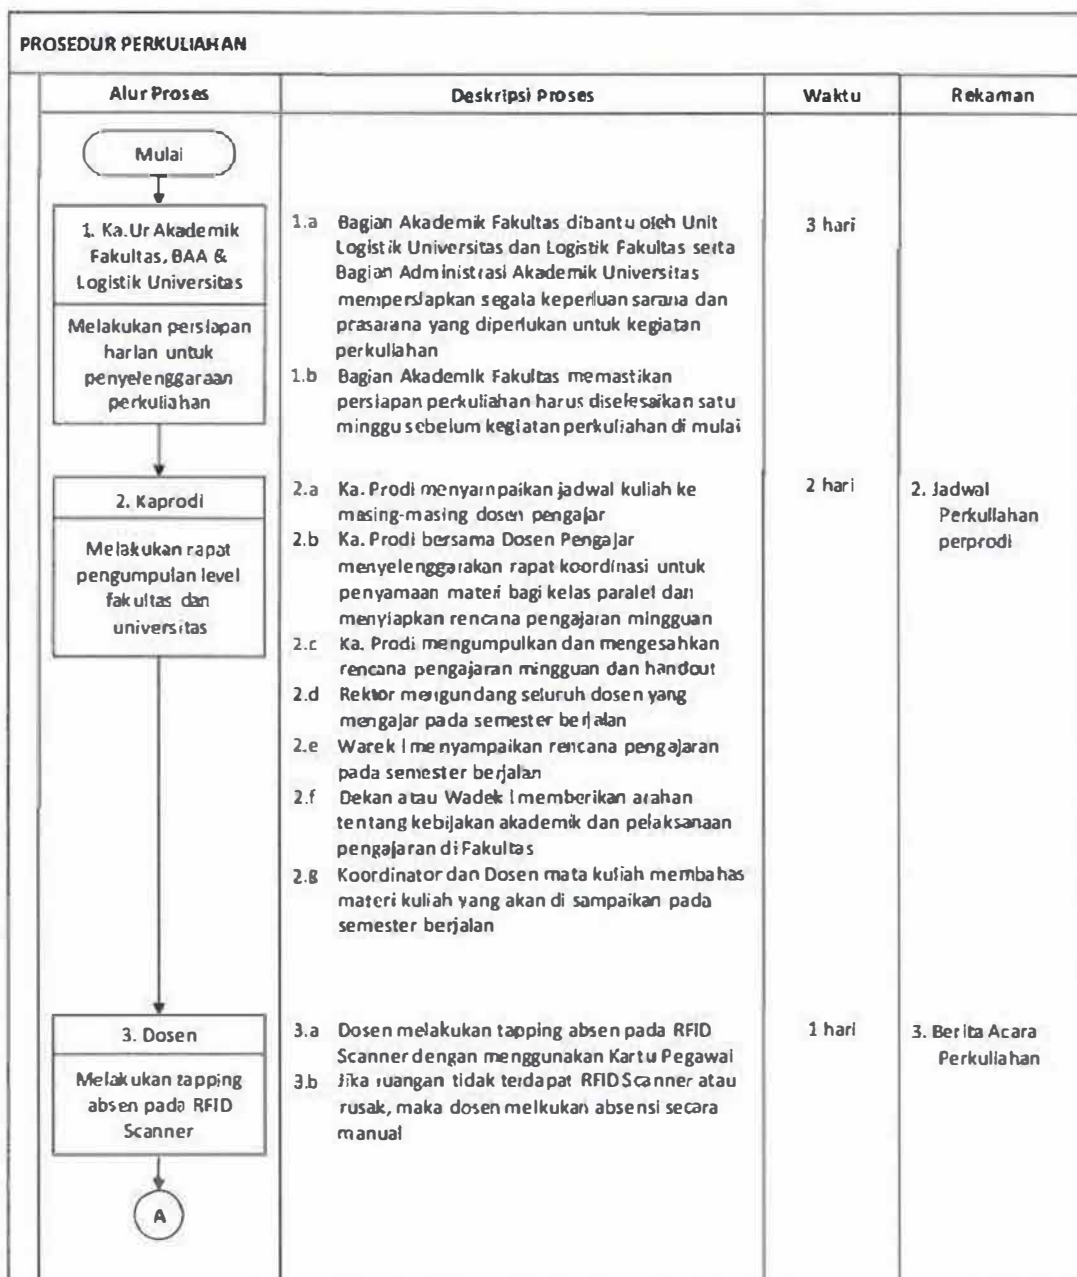 PROSEDUR PERKULIAHAN
Alur Proses
Deskripsi Proses
Waktu
Rekaman
Mulai
1. Ka.Ur Akademik
Fakultas, BAA &
Logistik Universitas
Melakukan persiapan
harian untuk
penyelenggaraan
perkuliahan
1.a Bagian Akademik Fakultas dibantu oleh Unit
Logistik Universitas dan Logistik Fakultas serta
Bagian Administrasi Akademik Universitas
mempersiapkan segala keperluan sarana dan
prasarana yang diperlukan untuk kegiatan
perkuliahan
1.b Bagian Akademik Fakultas memastikan
persiapan perkuliahan harus diselesaikan satu
minggu sebelum kegiatan perkuliahan di mulai
3 hari
2. Kaprodi
Melakukan rapat
pengumpulan level
fakultas dan
universitas
2.a Ka. Prodi menyampaikan jadwal kuliah ke
masing-masing dosen pengajar
2.b Ka. Prodi bersama Dosen Pengajar
menyelenggarakan rapat koordinasi untuk
penyamaan materi bagi kelas paralel dan
menyiapkan rencana pengajaran mingguan
2.c Ka. Prodi mengumpulkan dan mengesahkan
rencana pengajaran mingguan dan handout
2.d Rektor mengundang seluruh dosen yang
mengajar pada semester berjalan
2.e Warek I menyampaikan rencana pengajaran
pada semester berjalan
2.f Dekan atau Wadek I memberikan arahan
tentang kebijakan akademik dan pelaksanaan
pengajaran di Fakultas
2.g Koordinator dan Dosen mata kuliah membahas
materi kuliah yang akan di sampaikan pada
semester berjalan
2 hari
2. Jadwal
Perkuliahan
perprodi
3. Dosen
Melakukan tapping
absen pada RFID
Scanner
3.a Dosen melakukan tapping absen pada RFID
Scanner dengan menggunakan Kartu Pegawai
3.b Jika ruangan tidak terdapat RFID Scanner atau
rusak, maka dosen melkukan absensi secara
manual
1 hari
3. Berita Acara
Perkuliahan
A